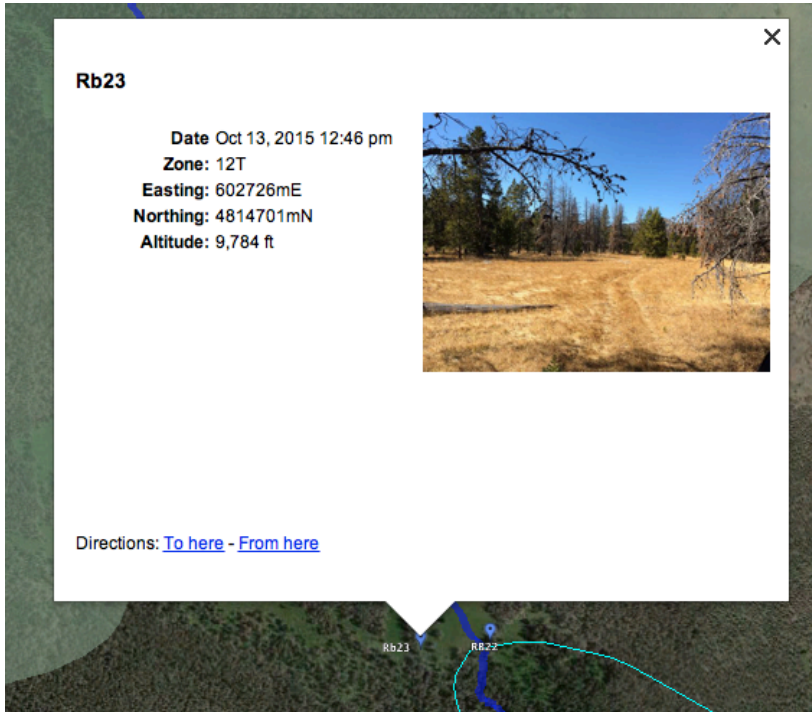 Rb23
Date Oct 13, 2015 12:46 pm
Zone: 12T
Easting: 602726mE
Northing: 4814701mN
Altitude: 9,784 ft
Directions: To here - From here
Rb23 RB22